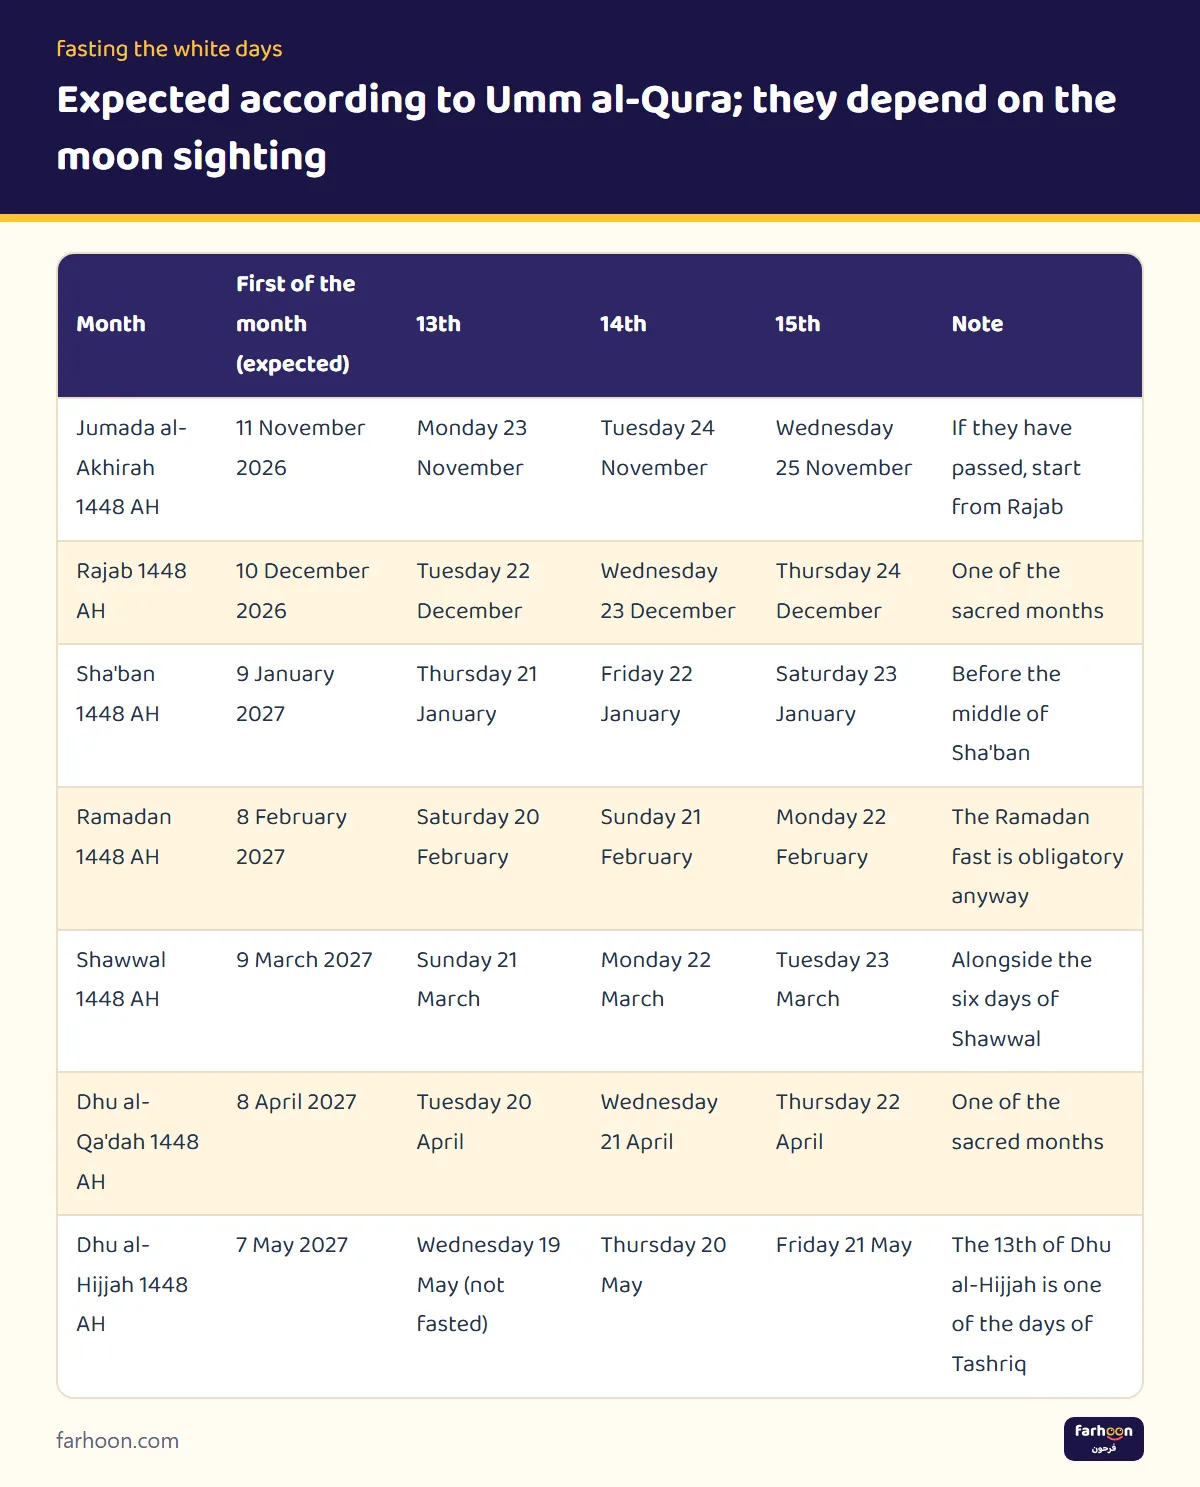 fasting the white days
Expected according to Umm al-Qura; they depend on the
moon sighting
Month
First of the
month
(expected)
13th
14th
15th
Note
Jumada al-
Akhirah
1448 AH
11 November
2026
Monday 23
November
Tuesday 24
November
Wednesday
25 November
If they have
passed, start
from Rajab
Rajab 1448
AH
10 December
2026
Tuesday 22
December
Wednesday
23 December
Thursday 24
December
One of the
sacred months
Sha'ban
1448 AH
9 January
2027
Thursday 21
January
Friday 22
January
Saturday 23
January
Before the
middle of
Sha'ban
Ramadan
1448 AH
8 February
2027
Saturday 20
February
Sunday 21
February
Monday 22
February
The Ramadan
fast is obligatory
anyway
Shawwal
1448 AH
9 March 2027
Sunday 21
March
Monday 22
March
Tuesday 23
March
Alongside the
six days of
Shawwal
Dhu al-
Qa'dah 1448
AH
8 April 2027
Tuesday 20
April
Wednesday
21 April
Thursday 22
April
One of the
sacred months
Dhu al-
Hijjah 1448
AH
7 May 2027
Wednesday 19
May (not
fasted)
Thursday 20
May
Friday 21 May
The 13th of Dhu
al-Hijjah is one
of the days of
Tashriq
farhoon.com
farhoon
فرحون